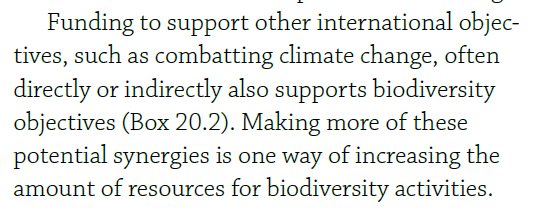 Funding to support other international objec-
tives, such as combatting climate change, often
directly or indirectly also supports biodiversity
objectives (Box 20.2). Making more of these
potential synergies is one way of increasing the
amount of resources for biodiversity activities.